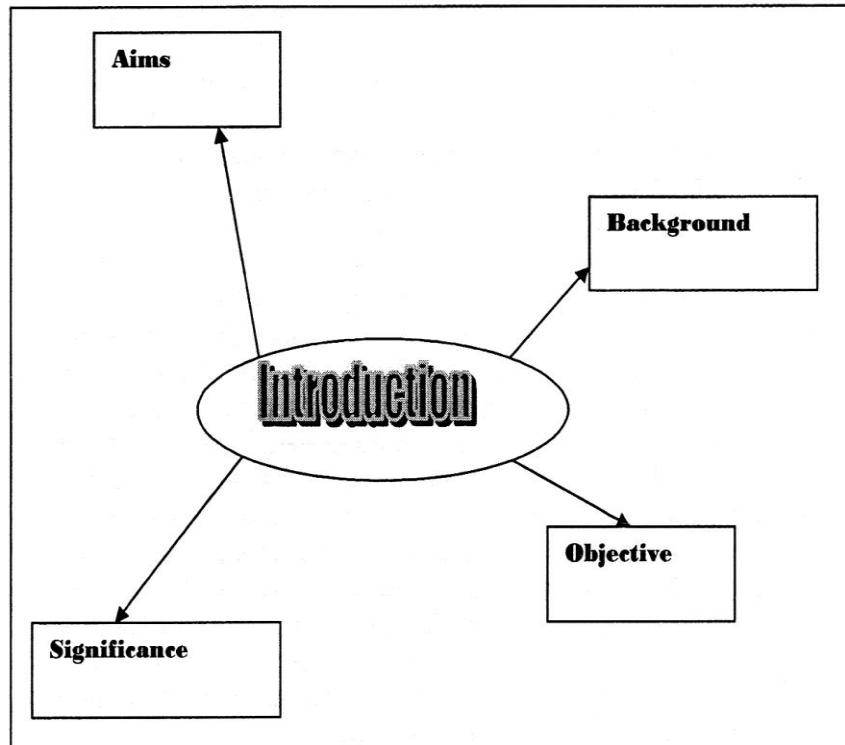 Aims
Background
Introduction
Objective
Significance